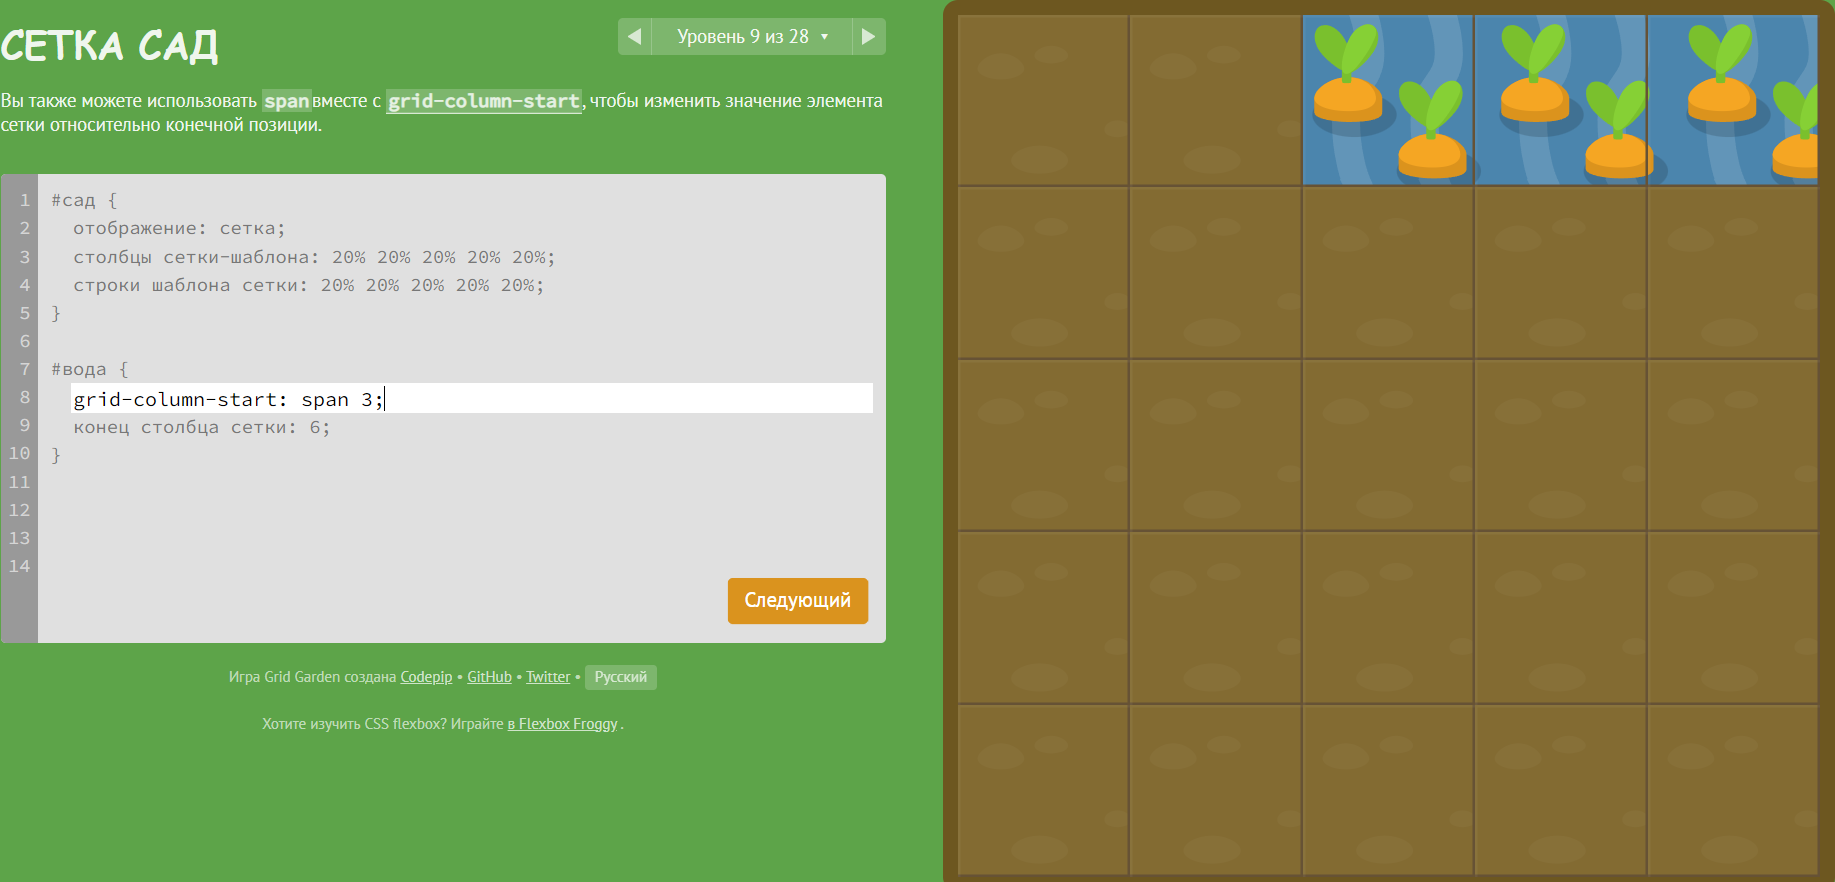 СЕТКА САД
Уровень 9 из 28
Вы также можете использовать span вместе с grid-column-start, чтобы изменить значение элемента
сетки относительно конечной позиции.
1 #сад {
2 отображение: сетка;
3 столбцы сетки-шаблона: 20% 20% 20% 20% 20%;
4 строки шаблона сетки: 20% 20% 20% 20% 20%;
5 }
6
7 #вода {
8 grid-column-start: span 3;
9 конец столбца сетки: 6;
10 }
11
12
13
14
Следующий
Игра Grid Garden создана Codepip • GitHub • Twitter • Русский
Хотите изучить CSS flexbox? Играйте в Flexbox Froggy .